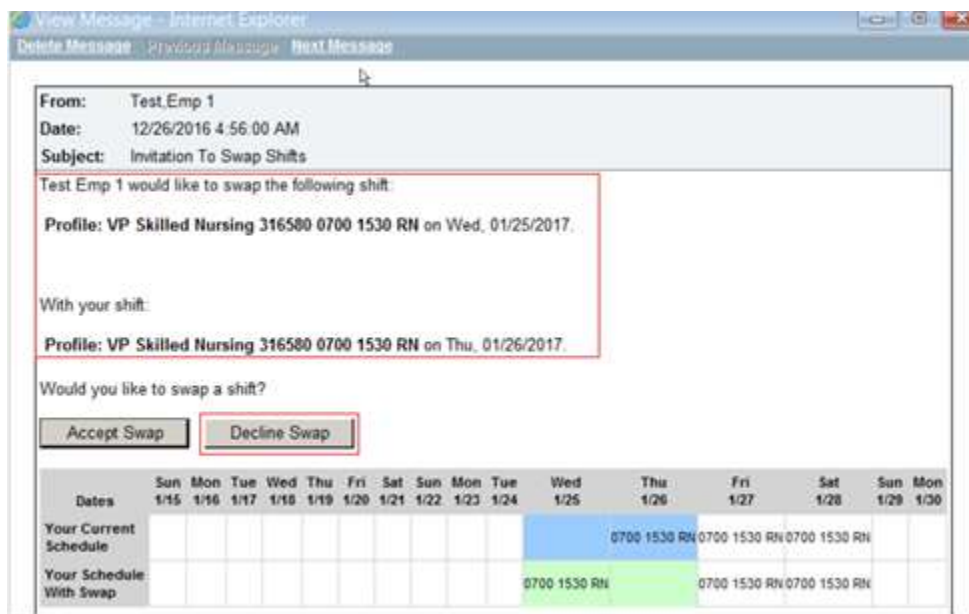 View Message - Internet Explorer
Delete Message Previous Message Next Message
From: Test,Emp 1
Date: 12/26/2016 4:56:00 AM
Subject: Invitation To Swap Shifts
Test Emp 1 would like to swap the following shift:
Profile: VP Skilled Nursing 316580 0700 1530 RN on Wed, 01/25/2017.
With your shift:
Profile: VP Skilled Nursing 316580 0700 1530 RN on Thu, 01/26/2017.
Would you like to swap a shift?
Accept Swap Decline Swap
Sun Mon Tue Wed Thu Fri Sat Sun Mon Tue Wed Thu Fri Sat Sun Mon
Dates 1/15 1/16 1/17 1/18 1/19 1/20 1/21 1/22 1/23 1/24 1/25 1/26 1/27 1/28 1/29 1/30
Your Current
Schedule 0700 1530 RN 0700 1530 RN 0700 1530 RN
Your Schedule
With Swap 0700 1530 RN 0700 1530 RN 0700 1530 RN